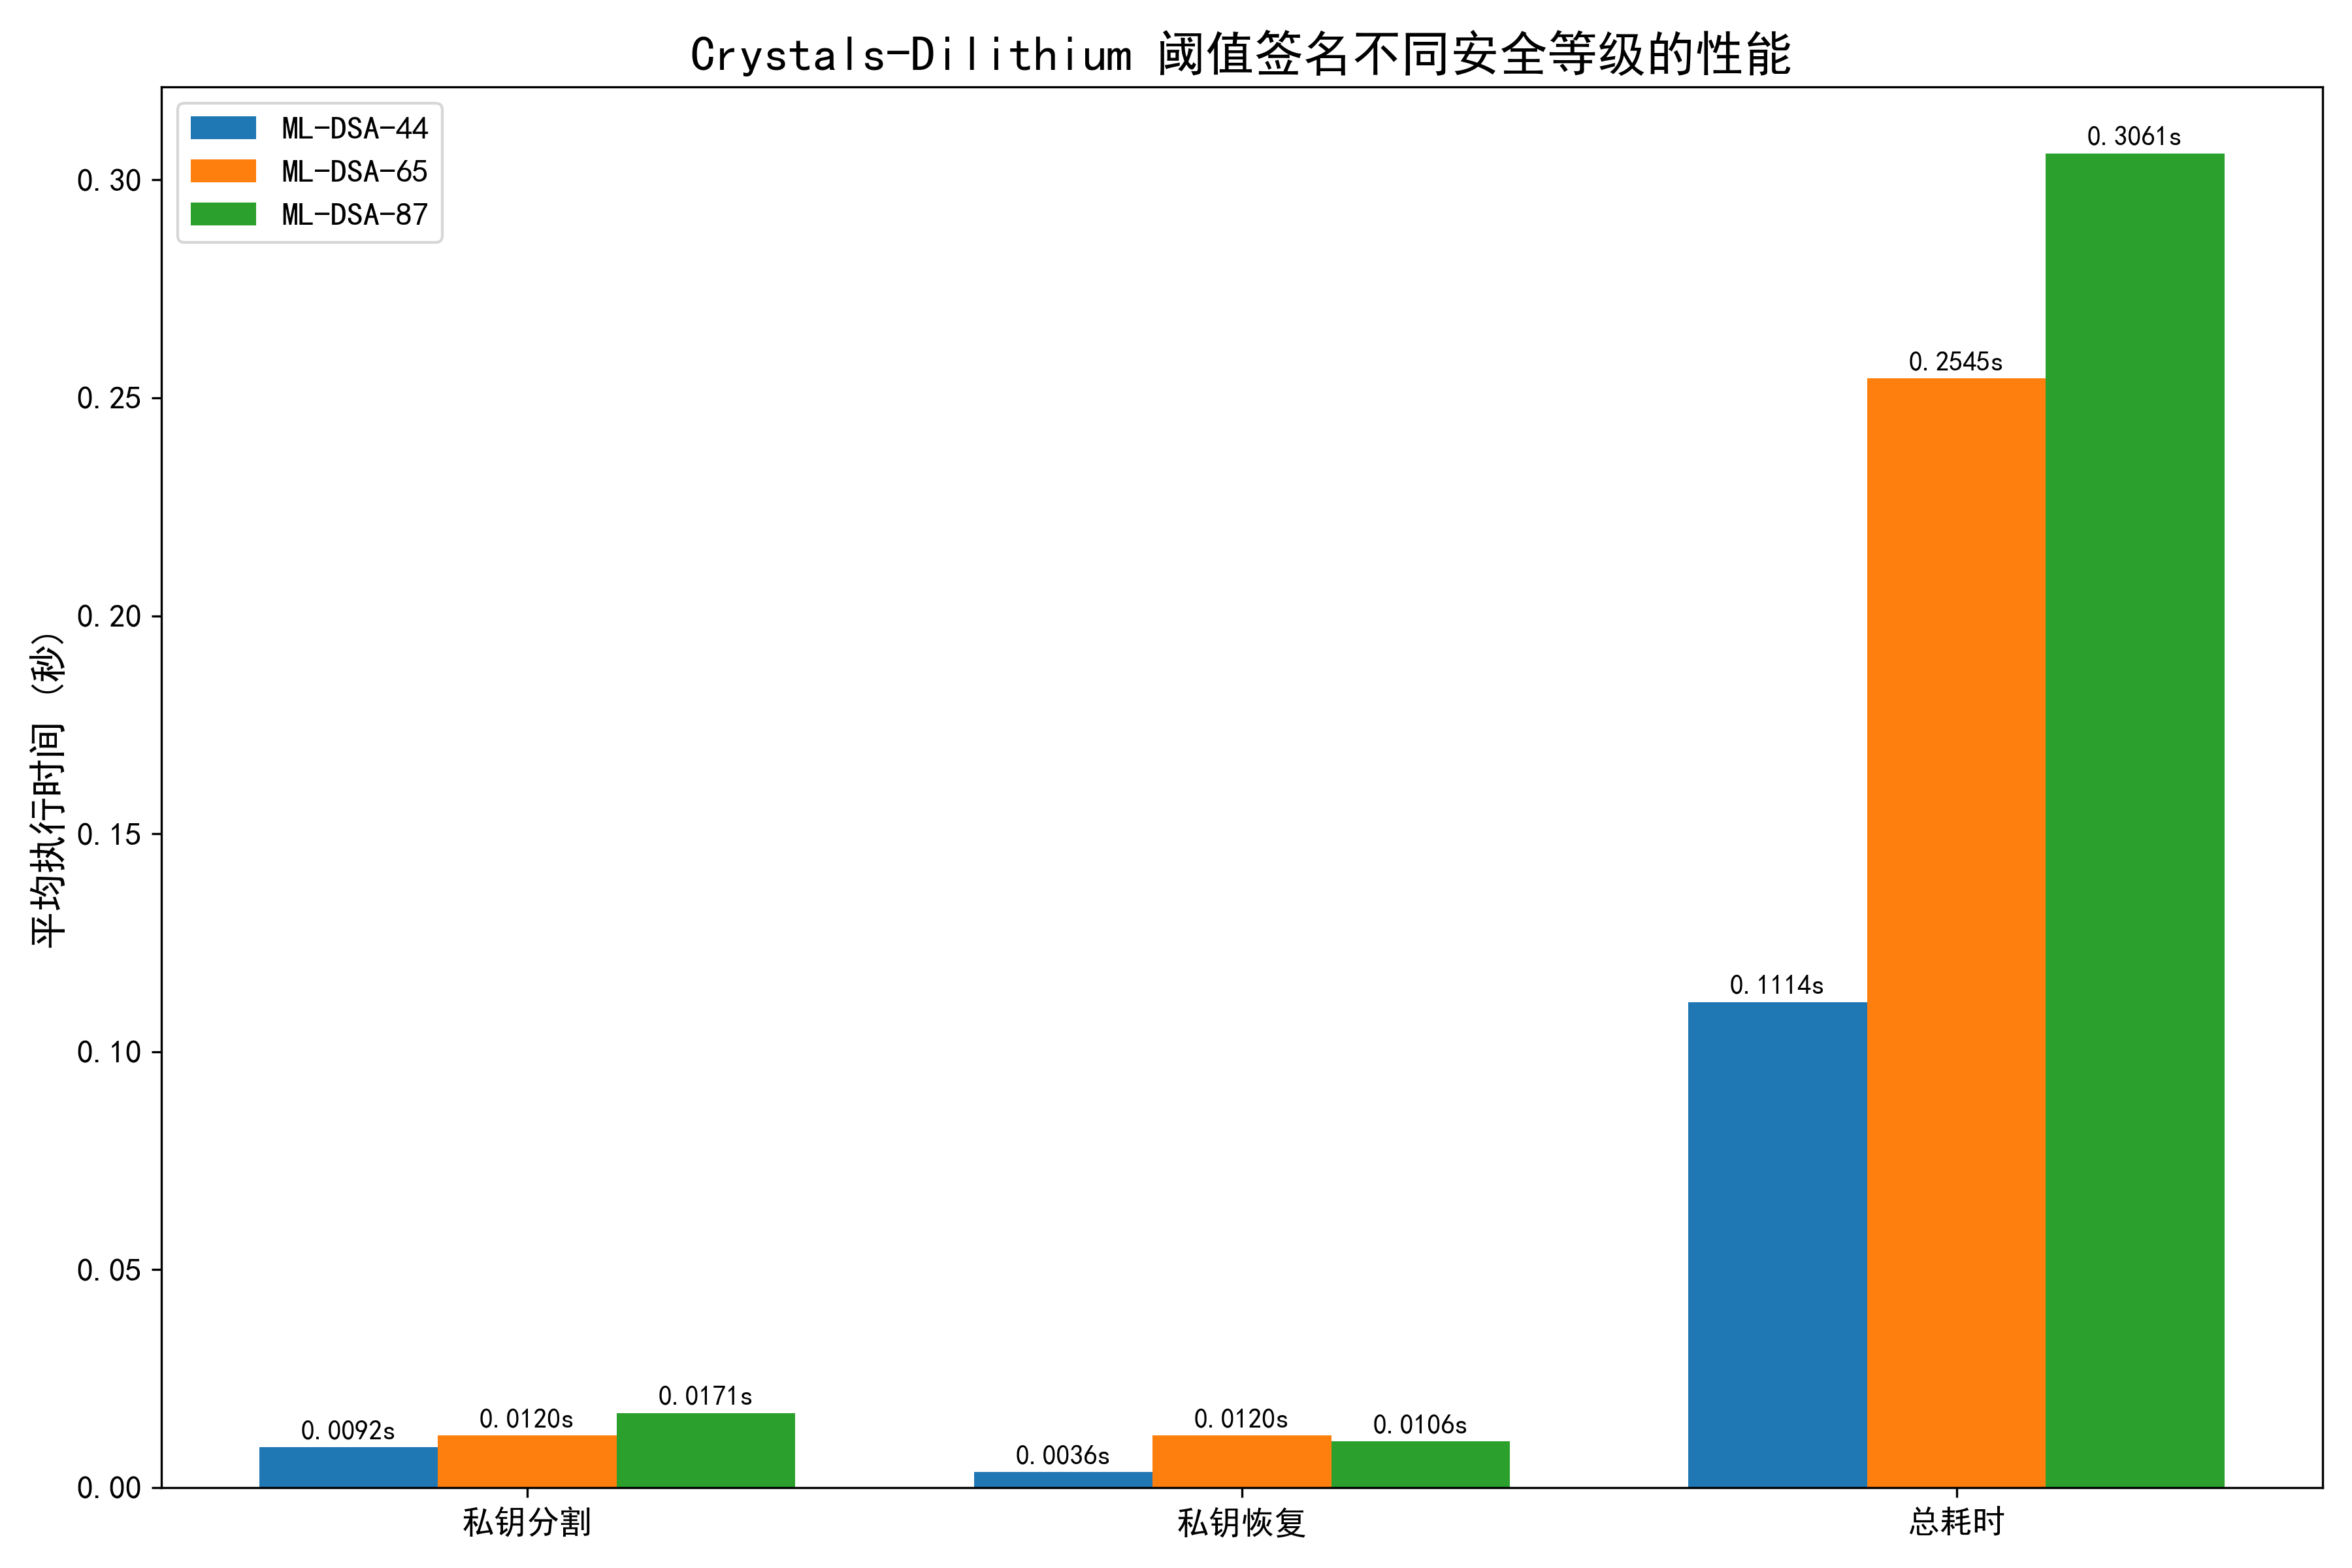 Crystals-Dilithium 阈值签名不同安全等级的性能
ML-DSA-44
ML-DSA-65
ML-DSA-87
平均执行时间 (秒)
0.30
0.25
0.20
0.15
0.10
0.05
0.00
0.0092s
0.0120s
0.0171s
0.0036s
0.0120s
0.0106s
0.1114s
0.2545s
0.3061s
私钥分割
私钥恢复
总耗时